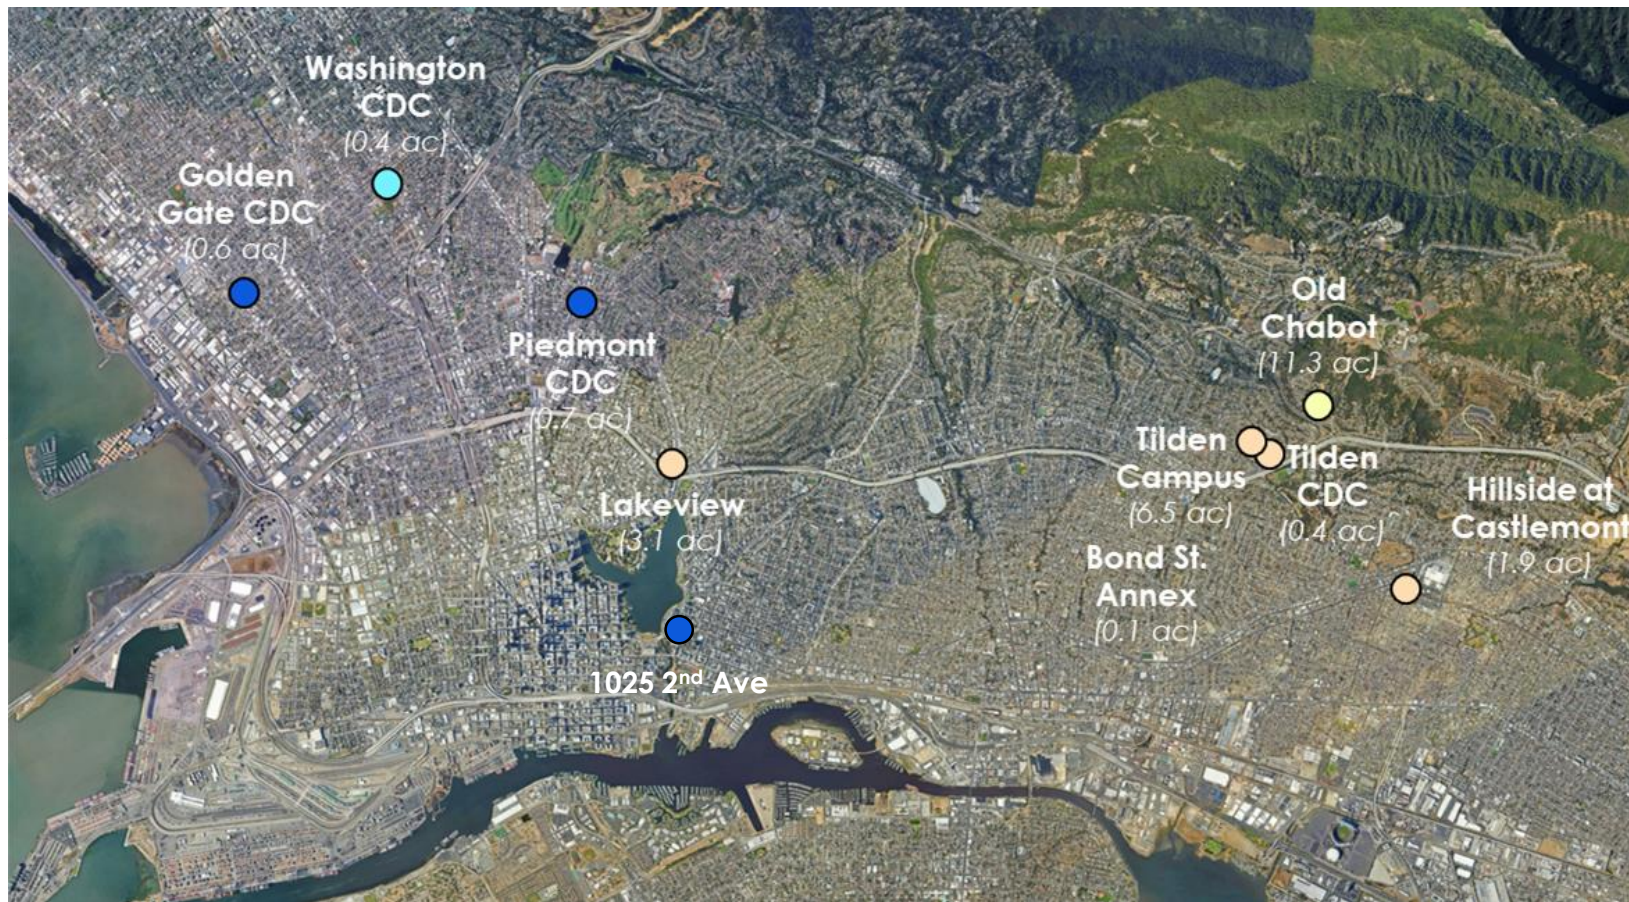 Washington
CDC
(0.4 ac)
Golden
Gate CDC
(0.6 ac)
Piedmont
CDC
(0.7 ac)
Lakeview
(3.1 ac)
1025 2nd Ave
Old
Chabot
(11.3 ac)
Tilden
Campus
(6.5 ac)
Tilden
CDC
(0.4 ac)
Hillside at
Castlemont
(1.9 ac)
Bond St.
Annex
(0.1 ac)